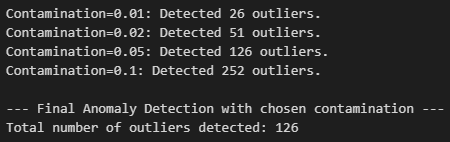 Contamination=0.01: Detected 26 outliers.
Contamination=0.02: Detected 51 outliers.
Contamination=0.05: Detected 126 outliers.
Contamination=0.1: Detected 252 outliers.

--- Final Anomaly Detection with chosen contamination ---
Total number of outliers detected: 126